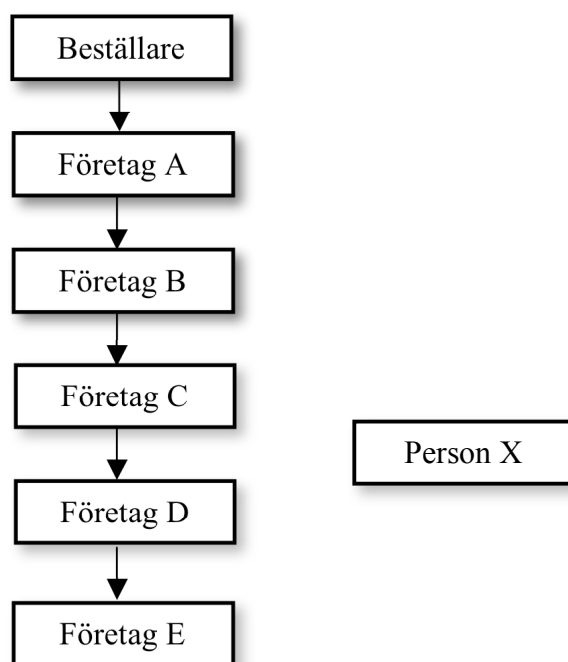 Beställare
Företag A
Företag B
Företag C
Person X
Företag D
Företag E